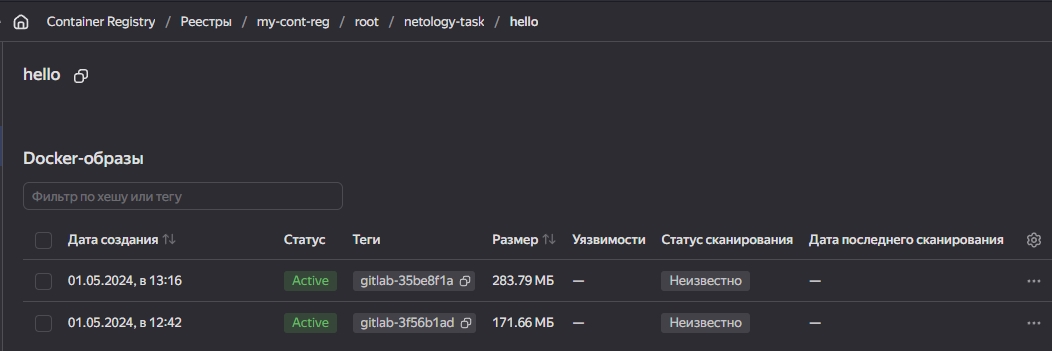 Container Registry / Реестры / my-cont-reg / root / netology-task / hello
hello
Docker-образы
Фильтр по хешу или тегу
Дата создания Статус Теги Размер Уязвимости Статус сканирования Дата последнего сканирования
01.05.2024, в 13:16 Active gitlab-35be8f1a 283.79 МБ — Неизвестно —
01.05.2024, в 12:42 Active gitlab-3f56b1ad 171.66 МБ — Неизвестно —